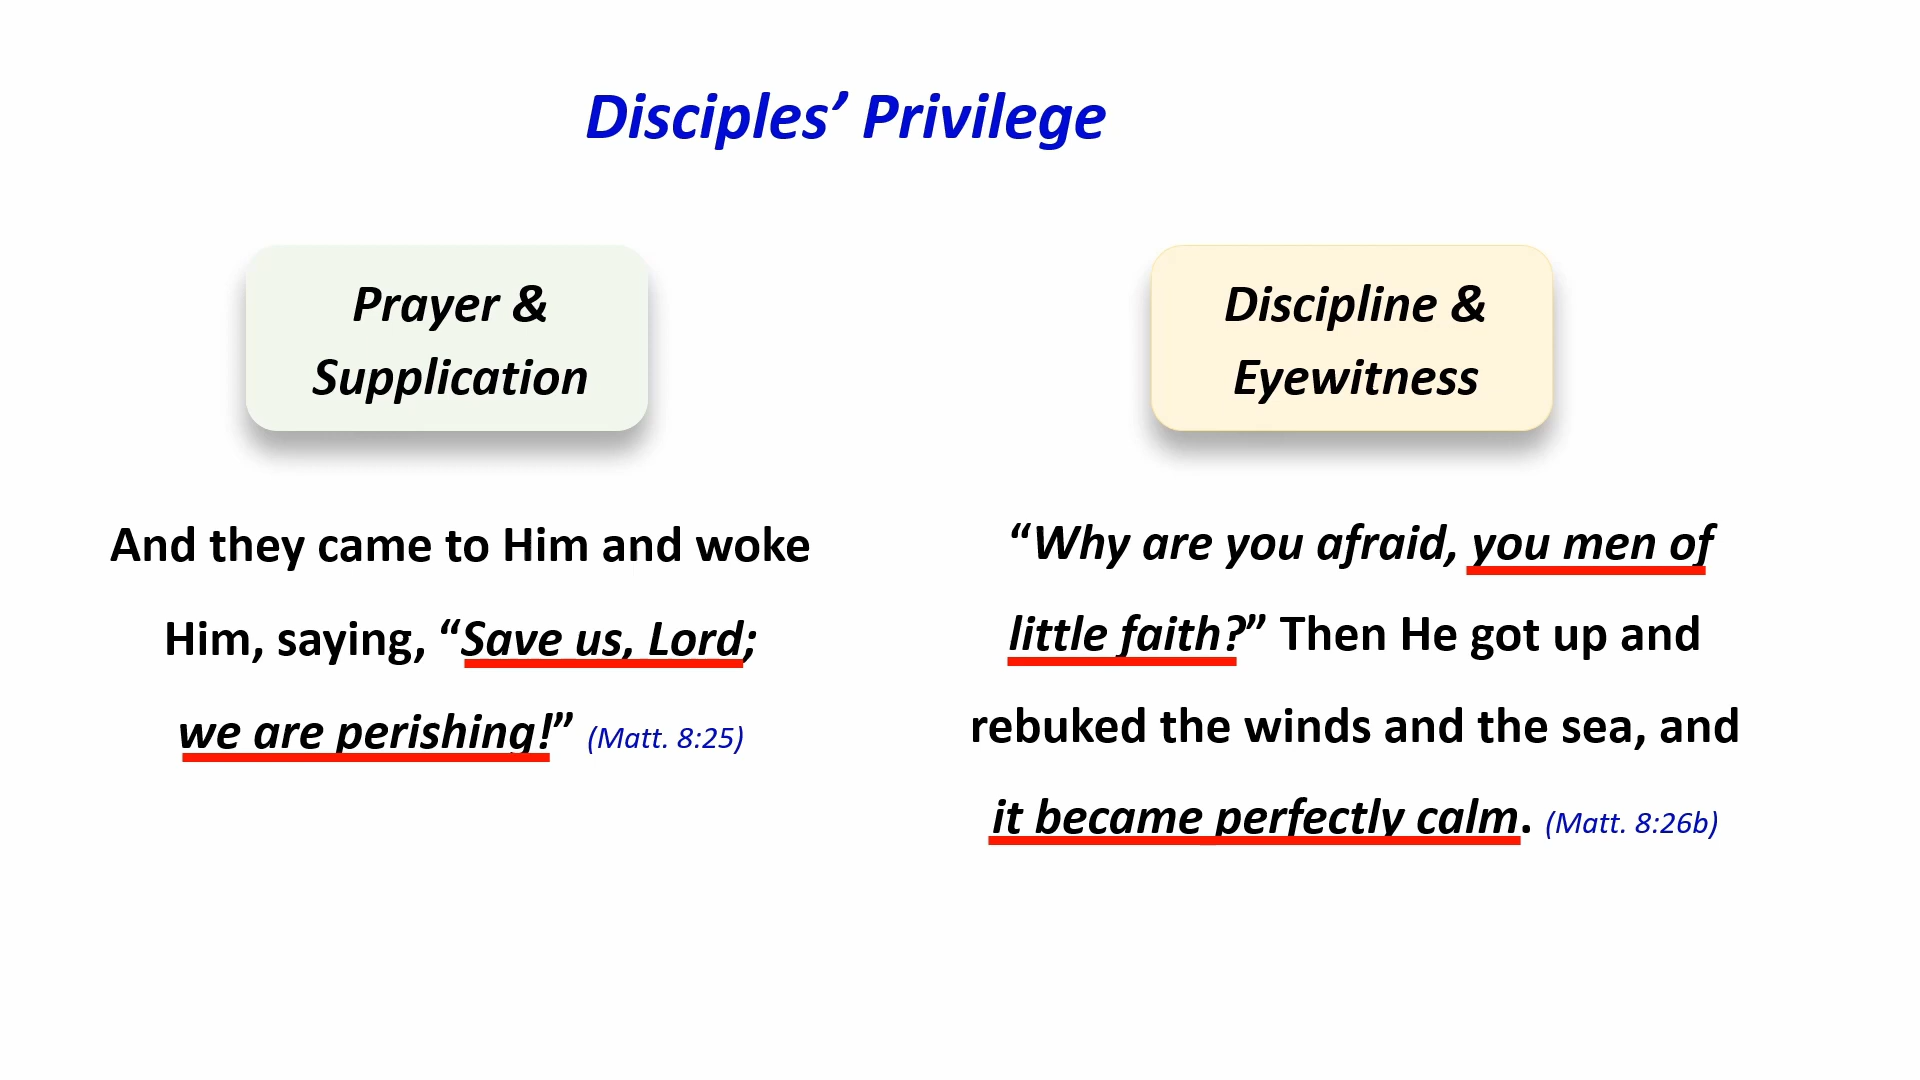 Disciples’ Privilege
Prayer &
Supplication
And they came to Him and woke
Him, saying, “Save us, Lord;
we are perishing!” (Matt. 8:25)
Discipline &
Eyewitness
“Why are you afraid, you men of
little faith?” Then He got up and
rebuked the winds and the sea, and
it became perfectly calm. (Matt. 8:26b)